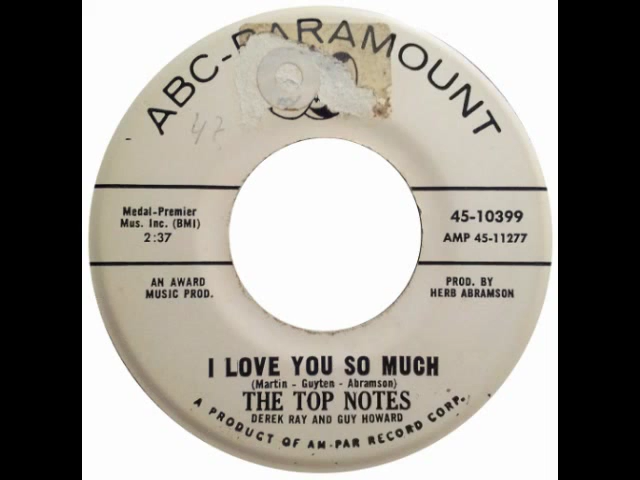 ABC-PARAMOUNT
47
Medal-Premier
Mus. Inc. (BMI)
2:37
45-10399
AMP 45-11277
AN AWARD
MUSIC PROD.
PROD. BY
HERB ABRAMSON
I LOVE YOU SO MUCH
(Martin - Guyten - Abramson)
THE TOP NOTES
DEREK RAY AND GUY HOWARD
A PRODUCT OF AM-PAR RECORD CORP.